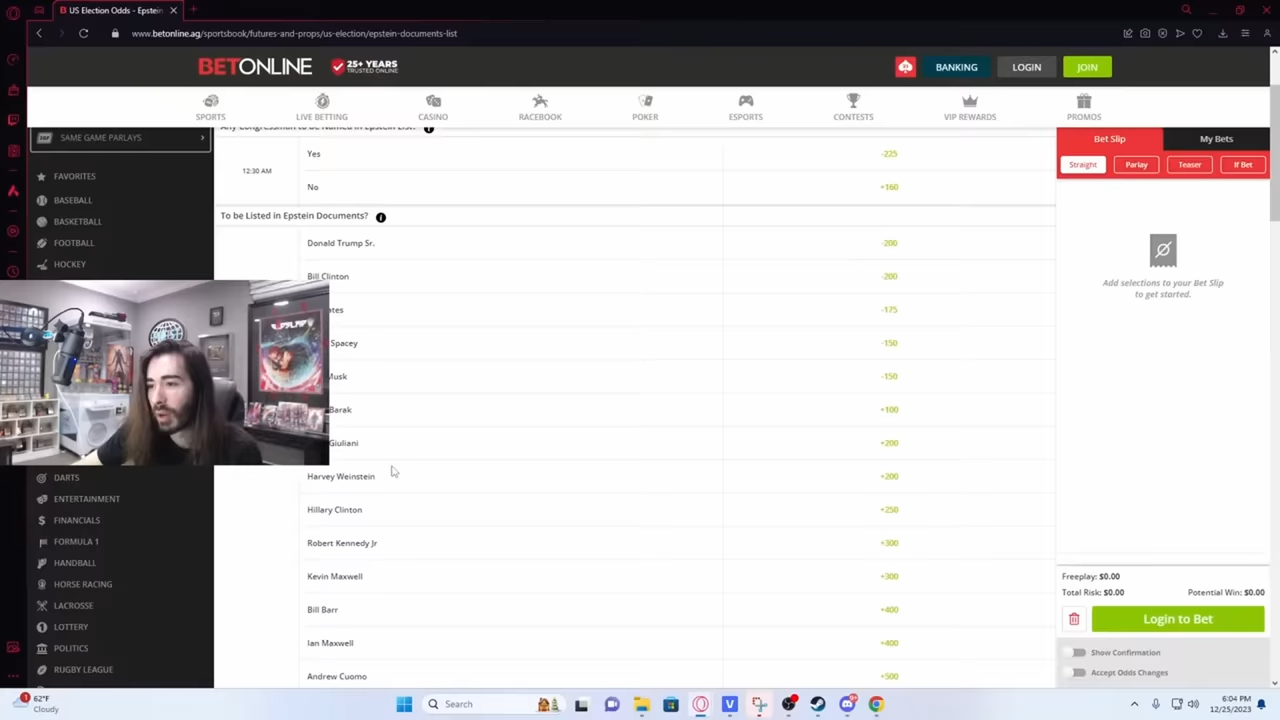 US Election Odds - Epstein
www.betonline.ag/sportsbook/futures-and-props/us-election/epstein-documents-list
BETONLINE
25+ YEARS
TRUSTED ONLINE
BANKING
LOGIN
JOIN
SPORTS
LIVE BETTING
CASINO
RACEBOOK
POKER
ESPORTS
CONTESTS
VIP REWARDS
PROMOS
SAME GAME PARLAYS
FAVORITES
BASEBALL
BASKETBALL
FOOTBALL
HOCKEY
DARTS
ENTERTAINMENT
FINANCIALS
FORMULA 1
HANDBALL
HORSE RACING
LACROSSE
LOTTERY
POLITICS
RUGBY LEAGUE
Any Congressman to be Named in Epstein List?
12:30 AM
Yes -225
No +160
To be Listed in Epstein Documents?
Donald Trump Sr. -200
Bill Clinton -200
ates -175
Spacey -150
Musk -150
Barak +100
Giuliani +200
Harvey Weinstein +200
Hillary Clinton +250
Robert Kennedy Jr +300
Kevin Maxwell +300
Bill Barr +400
Ian Maxwell +400
Andrew Cuomo +500
Bet Slip
My Bets
Straight
Parlay
Teaser
If Bet
Add selections to your Bet Slip
to get started.
Freeplay: $0.00
Total Risk: $0.00 Potential Win: $0.00
Login to Bet
Show Confirmation
Accept Odds Changes
62°F
Cloudy
Search
6:04 PM
12/25/2023